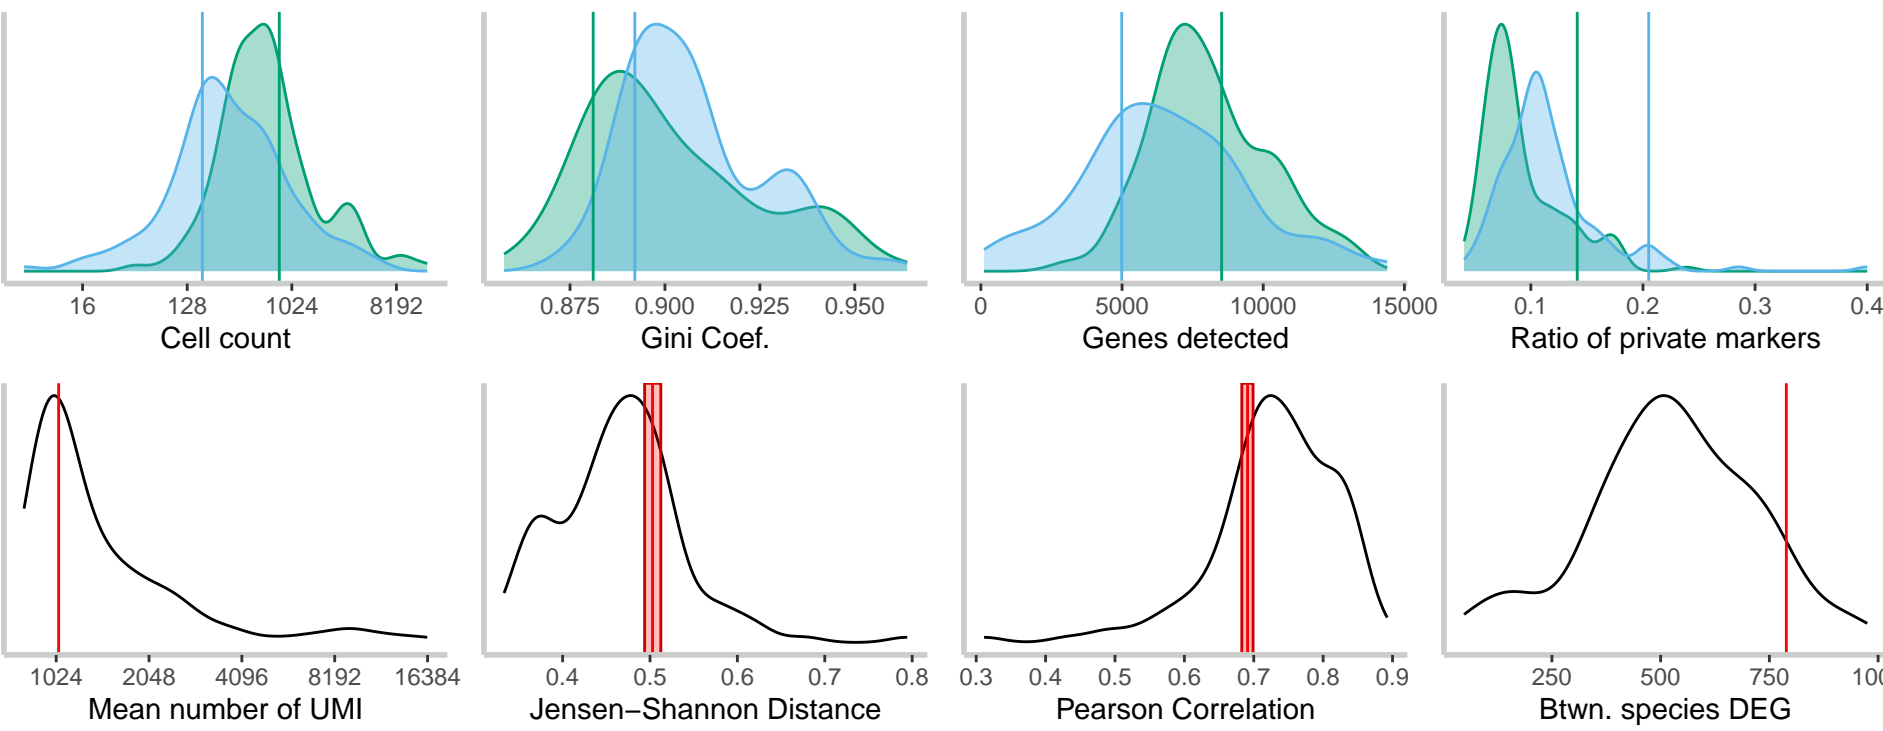 16 128 1024 8192
Cell count
0.875 0.900 0.925 0.950
Gini Coef.
0 5000 10000 15000
Genes detected
0.1 0.2 0.3 0.4
Ratio of private markers
1024 2048 4096 8192 16384
Mean number of UMI
0.4 0.5 0.6 0.7 0.8
Jensen−Shannon Distance
0.3 0.4 0.5 0.6 0.7 0.8 0.9
Pearson Correlation
250 500 750 100
Btwn. species DEG